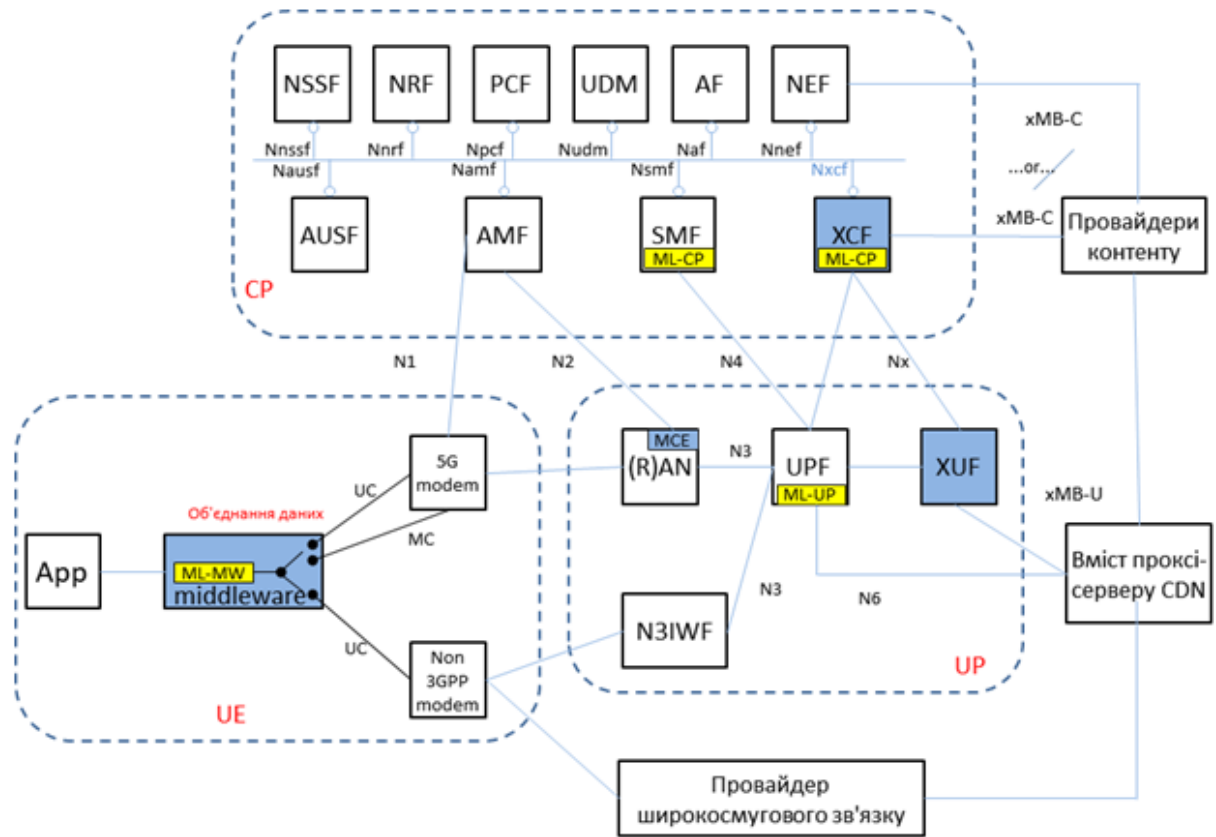 NSSF
NRF
PCF
UDM
AF
NEF
xMB-C
Nnssf
Nnrf
Npcf
Nudm
Naf
Nnef
Nausf
Namf
Nsmf
Nxcf
...or...
AUSF
AMF
SMF
ML-CP
XCF
ML-CP
xMB-C
Провайдери
контенту
CP
N1
N2
N4
Nx
5G
modem
MCE
(R)AN
N3
UPF
ML-UP
XUF
UC
xMB-U
Об'єднання даних
MC
App
ML-MW
middleware
Вміст проксі-
серверу CDN
N3
N6
UC
N3IWF
Non
3GPP
modem
UP
UE
Провайдер
широкосмугового зв'язку